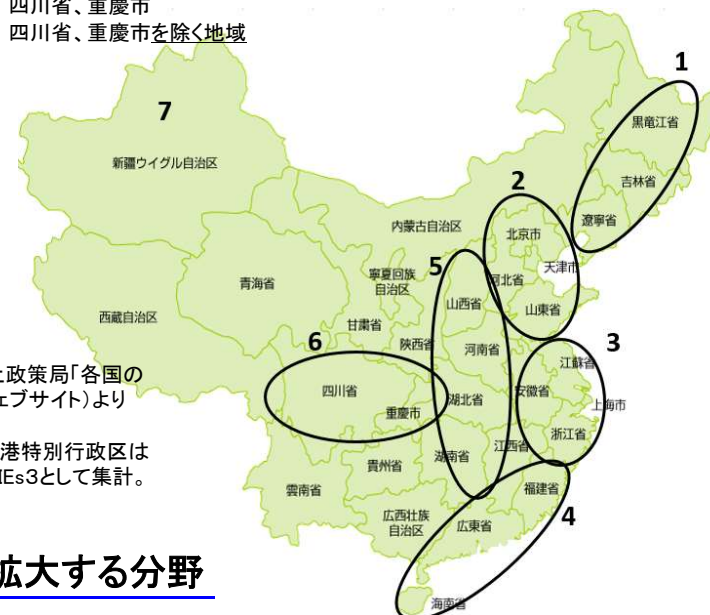 四川省、重慶市
四川省、重慶市を除く地域
1
黒竜江省
7
吉林省
新疆ウイグル自治区
2
遼寧省
内蒙古自治区
北京市
5
天津市
青海省
寧夏回族
自治区
河北省
山西省
山東省
西蔵自治区
甘粛省
6
陝西省
河南省
3
江蘇省
政策局「各国の
四川省
安徽省
ェブサイト)より
湖北省
上海市
重慶市
浙江省
港特別行政区は
江西省
湖南省
貴州省
Es3として集計。
福建省
雲南省
4
広西壮族
自治区
広東省
拡大する分野
海南省